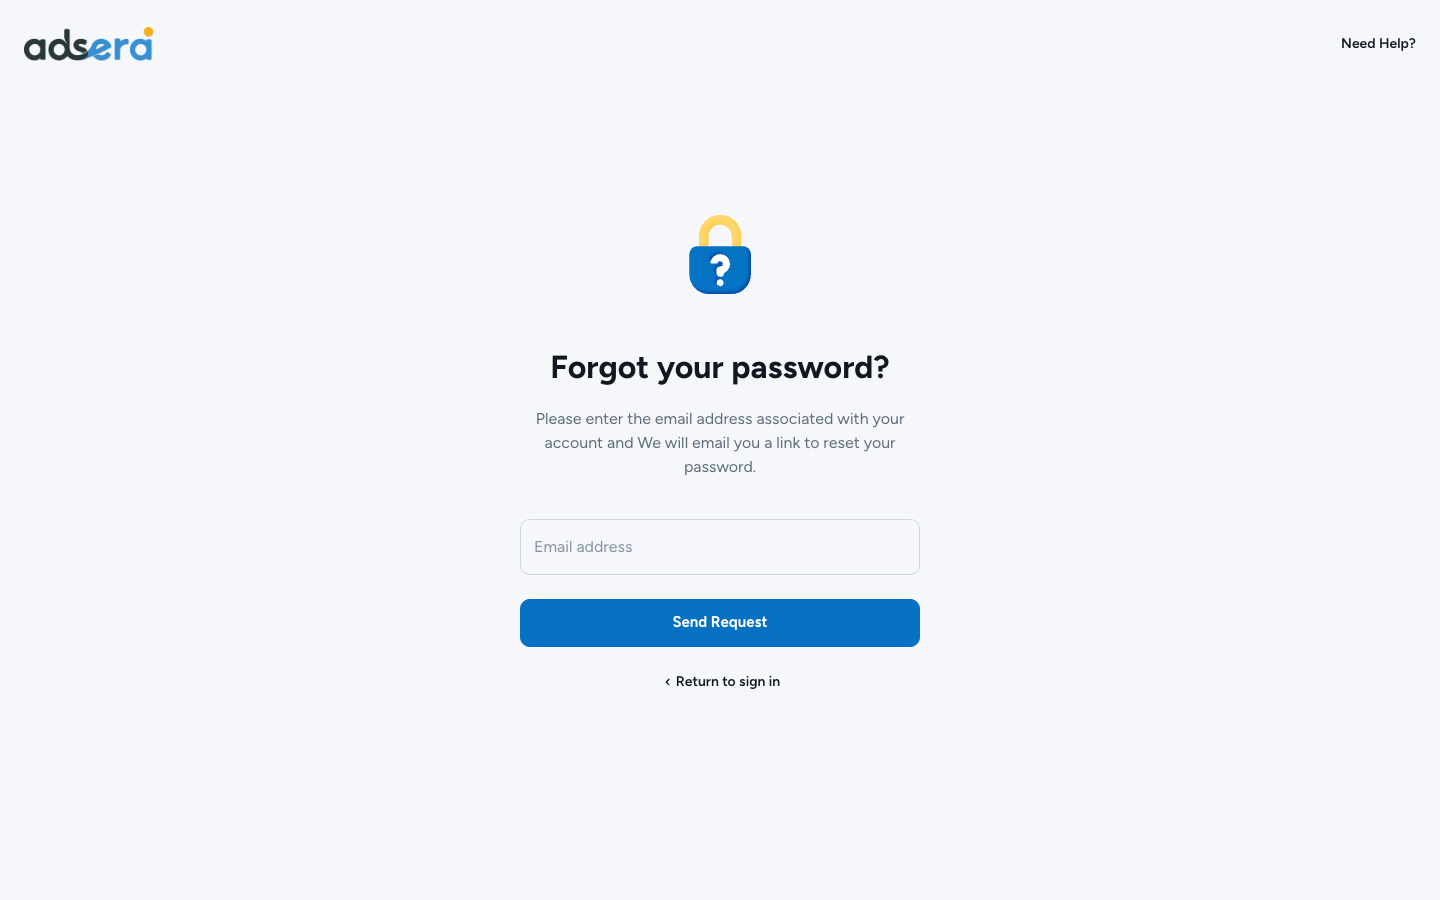 adsera
Need Help?
?
Forgot your password?
Please enter the email address associated with your
account and We will email you a link to reset your
password.
Email address
Send Request
‹ Return to sign in